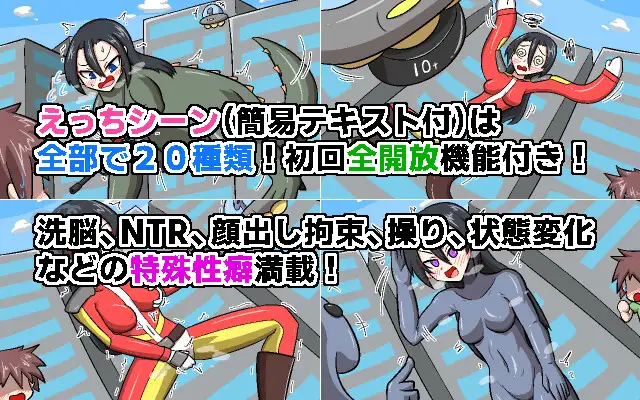 10t
えっちシーン(簡易テキスト付)は
全部で２０種類！初回全開放機能付き！
洗脳、NTR、顔出し拘束、操り、状態変化
などの特殊性癖満載！